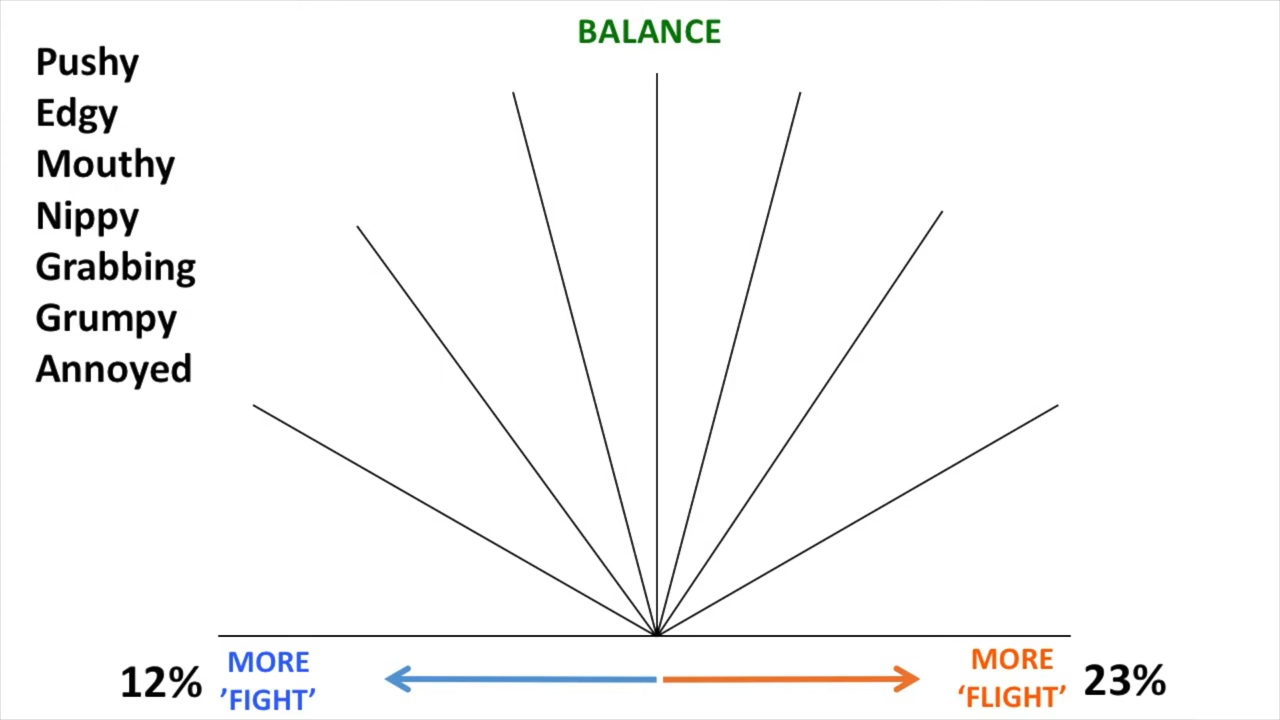 BALANCE
Pushy
Edgy
Mouthy
Nippy
Grabbing
Grumpy
Annoyed
12%
MORE
’FIGHT’
MORE
‘FLIGHT’
23%